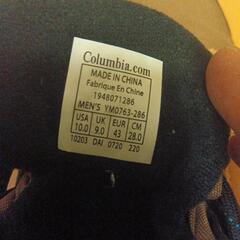 Columbia.com
MADE IN CHINA
Fabrique En Chine
1948071286
MEN'S YM0763-286
USA UK EUR CM
10.0 9.0 43 28.0
10203 DAI 0720 220